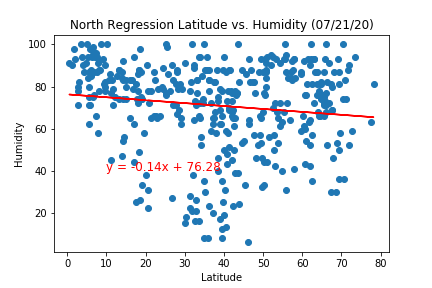 North Regression Latitude vs. Humidity (07/21/20)
Humidity
100
80
60
40
20
y = -0.14x + 76.28
0 10 20 30 40 50 60 70 80
Latitude